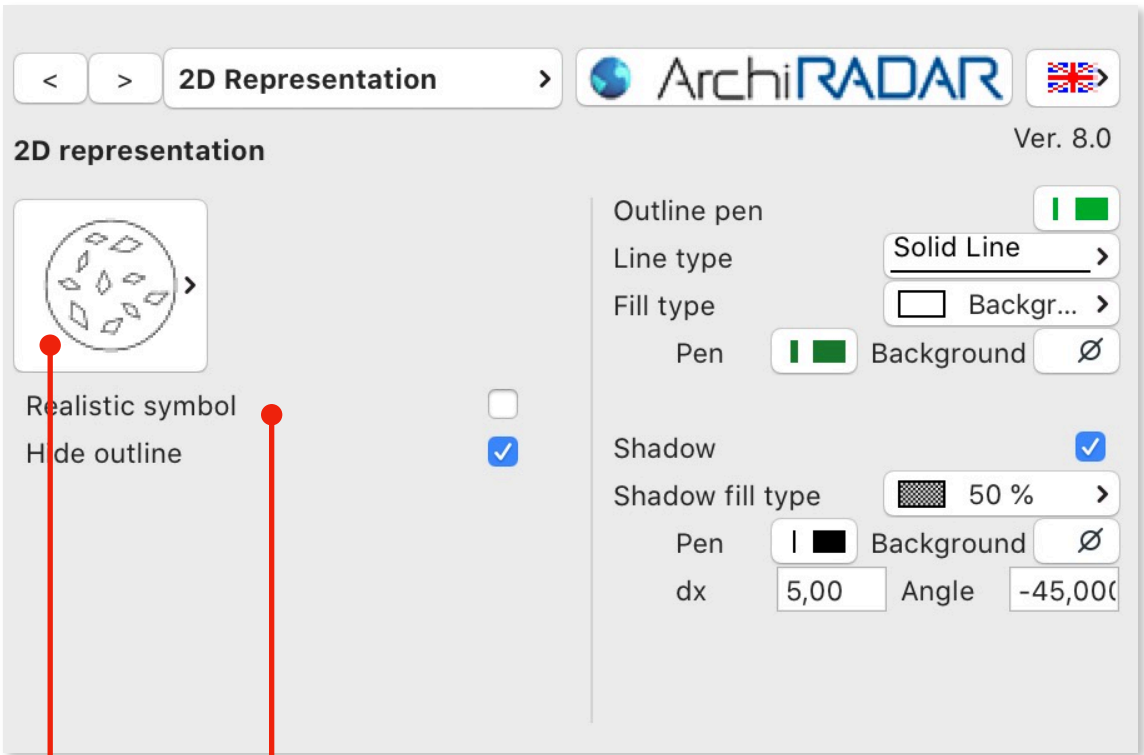 < > 2D Representation > ArchiRADAR >
Ver. 8.0
2D representation
>
Realistic symbol
Hide outline
Outline pen
Line type Solid Line >
Fill type Backgr... >
Pen Background Ø
Shadow
Shadow fill type 50 % >
Pen Background Ø
dx 5,00 Angle -45,000